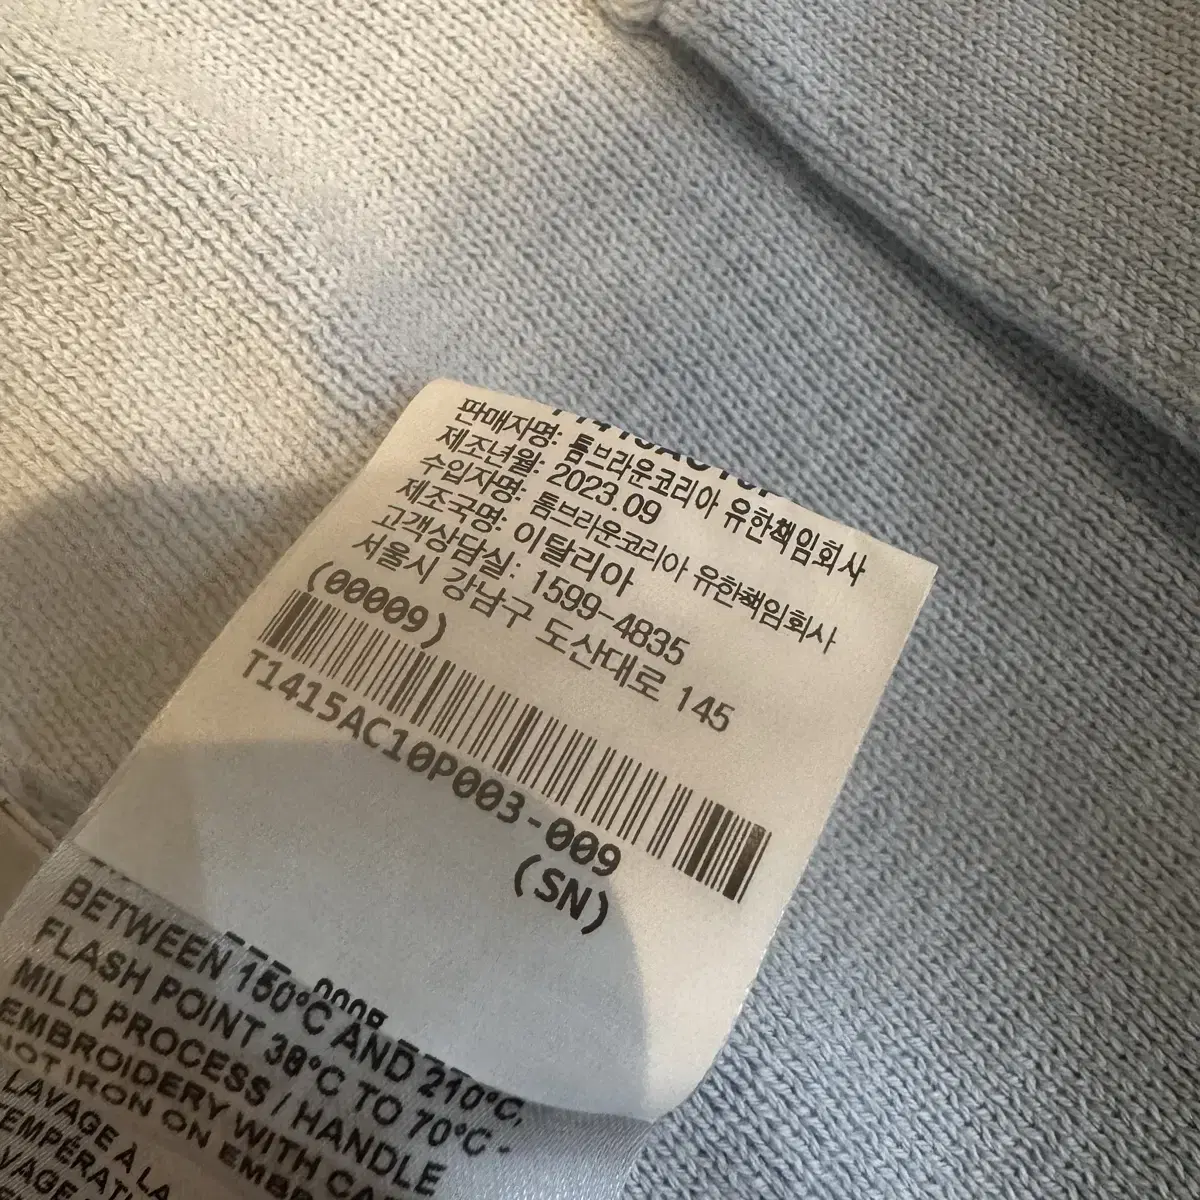 판매자명: 톰브라운코리아 유한책임회사
제조년월: 2023.09
수입자명: 톰브라운코리아 유한책임회사
제조국명: 이탈리아
고객상담실: 1599-4835
서울시 강남구 도산대로 145
(00009)
T1415AC10P003-009
(SN)
BETWEEN 150°C AND 210°C,
FLASH POINT 38°C TO 70°C -
MILD PROCESS / HANDLE
EMBROIDERY WITH
NOT IRON ON
LAVAGE À LA